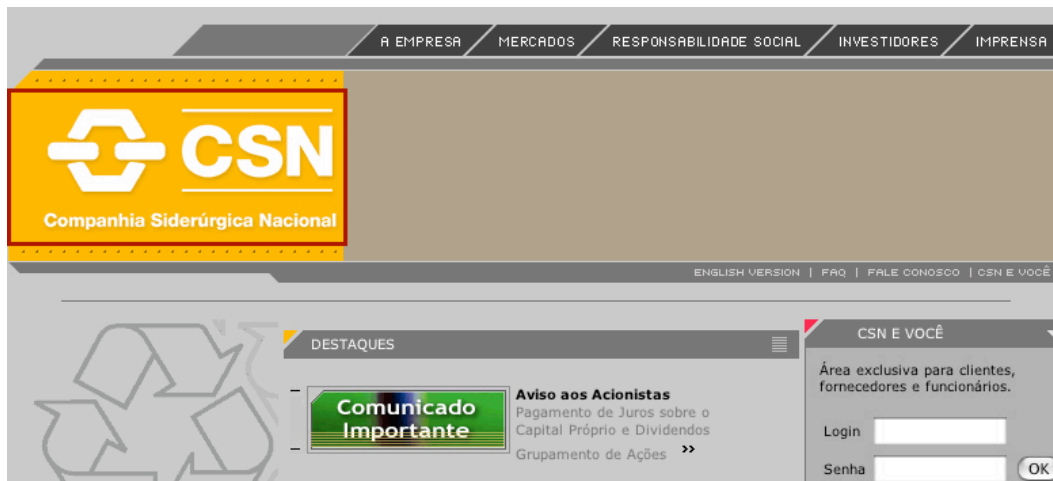 A EMPRESA MERCADOS RESPONSABILIDADE SOCIAL INVESTIDORES IMPRENSA
CSN
Companhia Siderúrgica Nacional
ENGLISH VERSION | FAQ | FALE CONOSCO | CSN E VOCÊ
DESTAQUES
Comunicado
Importante
Aviso aos Acionistas
Pagamento de Juros sobre o
Capital Próprio e Dividendos
Grupamento de Ações »
CSN E VOCÊ
Área exclusiva para clientes,
fornecedores e funcionários.
Login
Senha OK